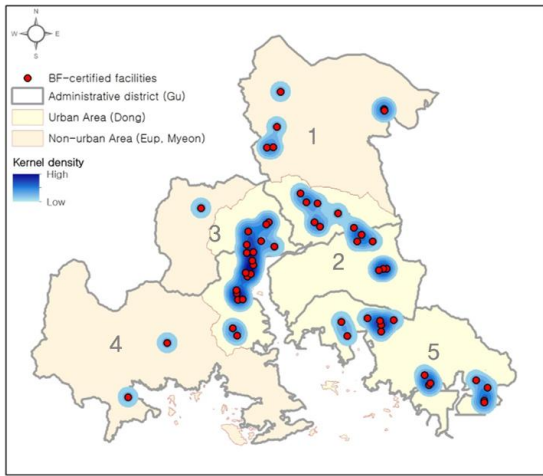 N
W E
S
BF-certified facilities
Administrative district (Gu)
Urban Area (Dong)
Non-urban Area (Eup, Myeon)
Kernel density
High
Low
1
3
2
4
5